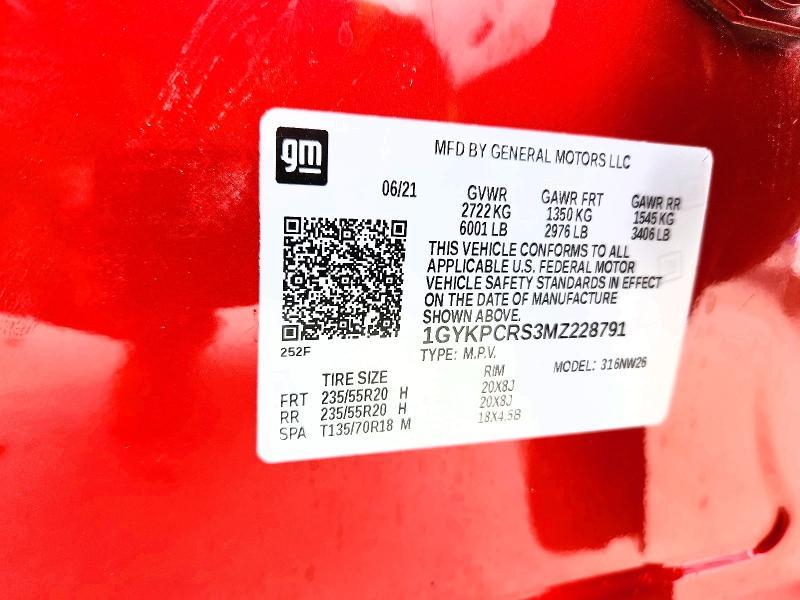 gm
MFD BY GENERAL MOTORS LLC
06/21 GVWR GAWR FRT GAWR RR
2722 KG 1350 KG 1545 KG
6001 LB 2976 LB 3406 LB
THIS VEHICLE CONFORMS TO ALL
APPLICABLE U.S. FEDERAL MOTOR
VEHICLE SAFETY STANDARDS IN EFFECT
ON THE DATE OF MANUFACTURE
SHOWN ABOVE.
1GYKPCRS3MZ228791
252F
TYPE: M.P.V. MODEL: 316NW26
TIRE SIZE RIM
FRT 235/55R20 H 20X8J
RR 235/55R20 H 20X8J
SPA T135/70R18 M 18X4.5B